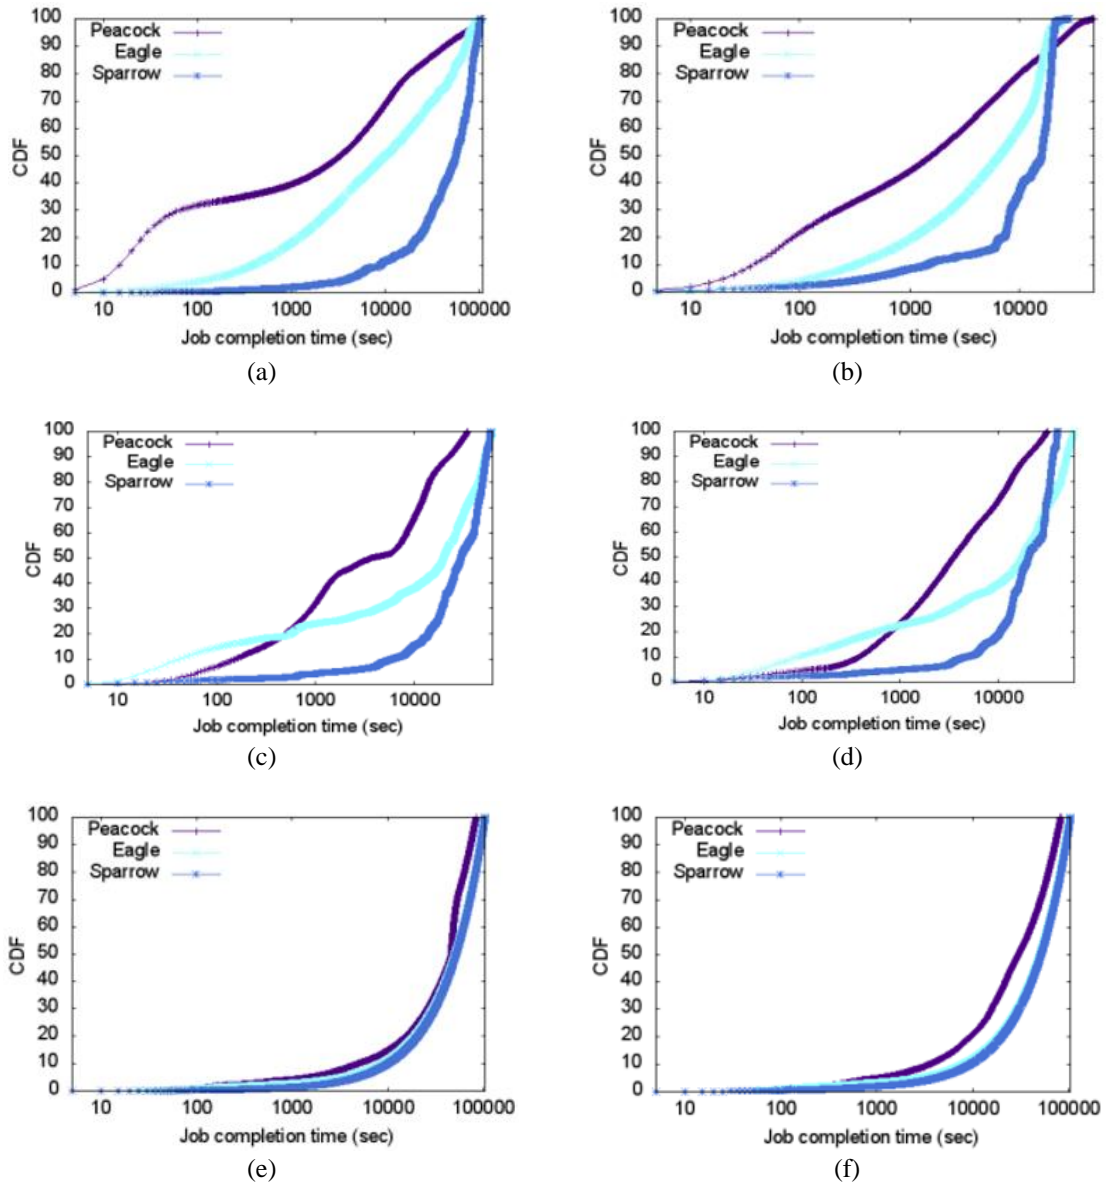 100
90
80
70
60
50
40
30
20
10
0
CDF
Peacock
Eagle
Sparrow
10 100 1000 10000 100000
Job completion time (sec)
(a)
100
90
80
70
60
50
40
30
20
10
0
CDF
Peacock
Eagle
Sparrow
10 100 1000 10000
Job completion time (sec)
(b)
100
90
80
70
60
50
40
30
20
10
0
CDF
Peacock
Eagle
Sparrow
10 100 1000 10000
Job completion time (sec)
(c)
100
90
80
70
60
50
40
30
20
10
0
CDF
Peacock
Eagle
Sparrow
10 100 1000 10000
Job completion time (sec)
(d)
100
90
80
70
60
50
40
30
20
10
0
CDF
Peacock
Eagle
Sparrow
10 100 1000 10000 100000
Job completion time (sec)
(e)
100
90
80
70
60
50
40
30
20
10
0
CDF
Peacock
Eagle
Sparrow
10 100 1000 10000 100000
Job completion time (sec)
(f)